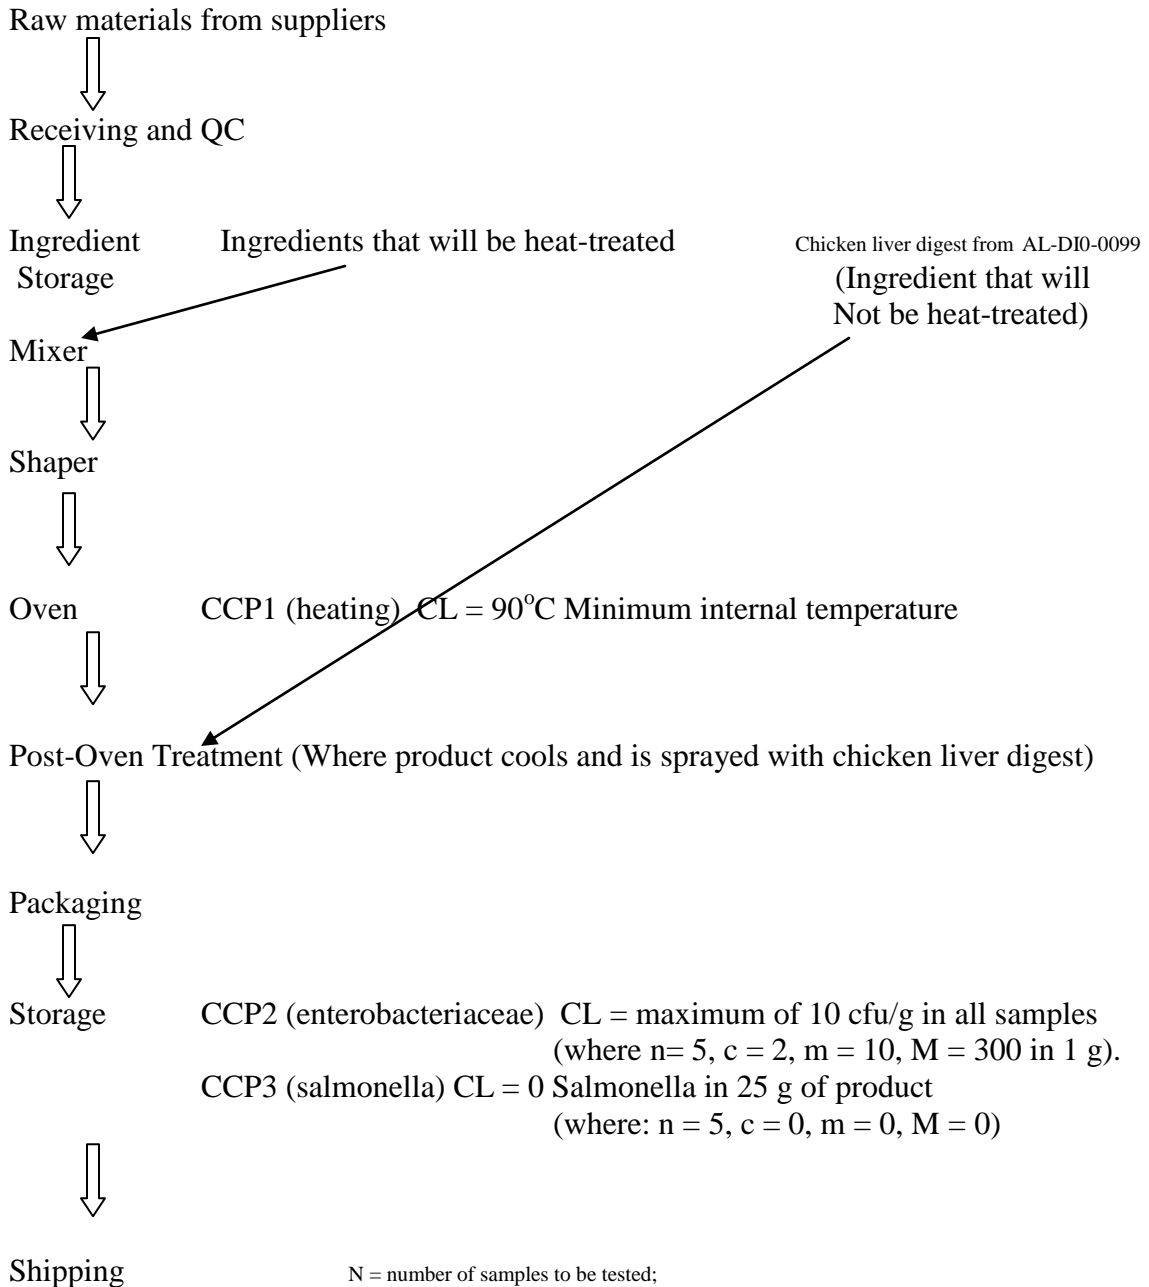 Raw materials from suppliers
Receiving and QC
Ingredient Ingredients that will be heat-treated Chicken liver digest from AL-DI0-0099
Storage (Ingredient that will
Not be heat-treated)
Mixer
Shaper
Oven CCP1 (heating) CL = 90°C Minimum internal temperature
Post-Oven Treatment (Where product cools and is sprayed with chicken liver digest)
Packaging
Storage CCP2 (enterobacteriaceae) CL = maximum of 10 cfu/g in all samples
(where n= 5, c = 2, m = 10, M = 300 in 1 g).
CCP3 (salmonella) CL = 0 Salmonella in 25 g of product
(where: n = 5, c = 0, m = 0, M = 0)
Shipping N = number of samples to be tested;